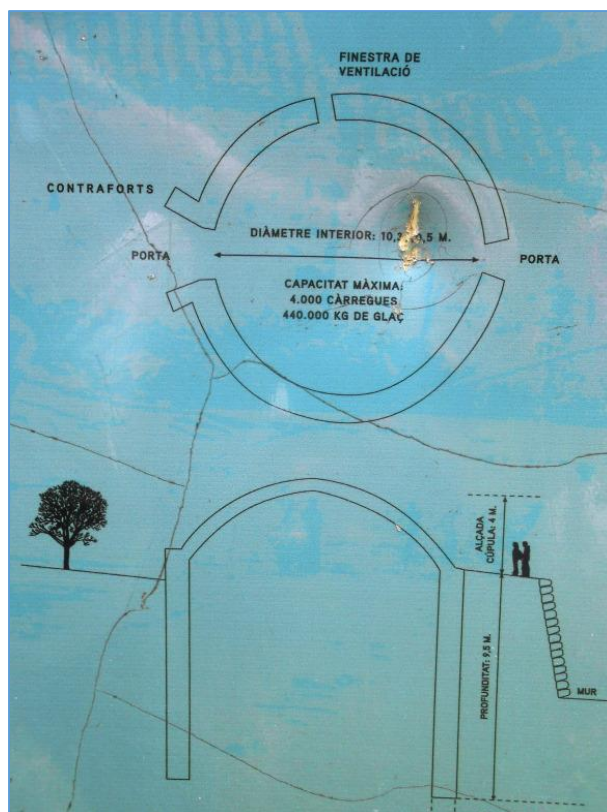 FINESTRA DE
VENTILACIÓ
CONTRAFORTS
DIÀMETRE INTERIOR: M.
PORTA
PORTA
CAPACITAT MÀXIMA:
4.000 CÀRREGUES
440.000 KG DE GLAÇ
ALÇADA
CÚPULA: 4 M.
PROFUNDITAT: 9,5 M.
MUR